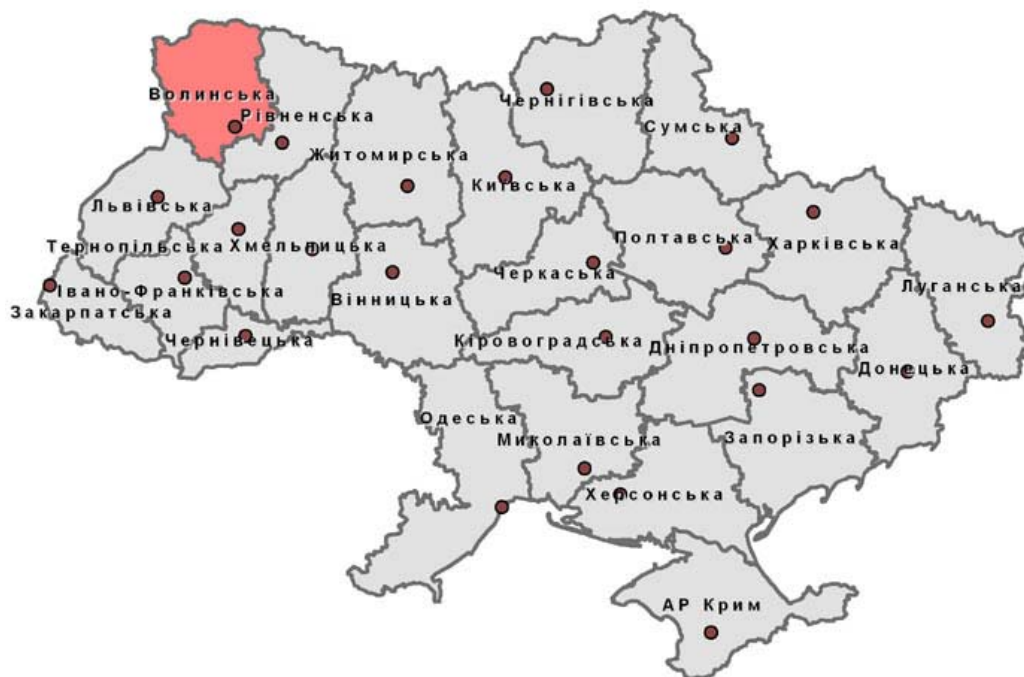 Волинська
Рівненська
Чернігівська
Сумська
Житомирська
Київська
Львівська
Тернопільська
Хмельницька
Полтавська
Харківська
Черкаська
Луганська
Івано-Франківська
Вінницька
Закарпатська
Чернівецька
Кіровоградська
Дніпропетровська
Донецька
Одеська
Миколаївська
Запорізька
Херсонська
АР Крим